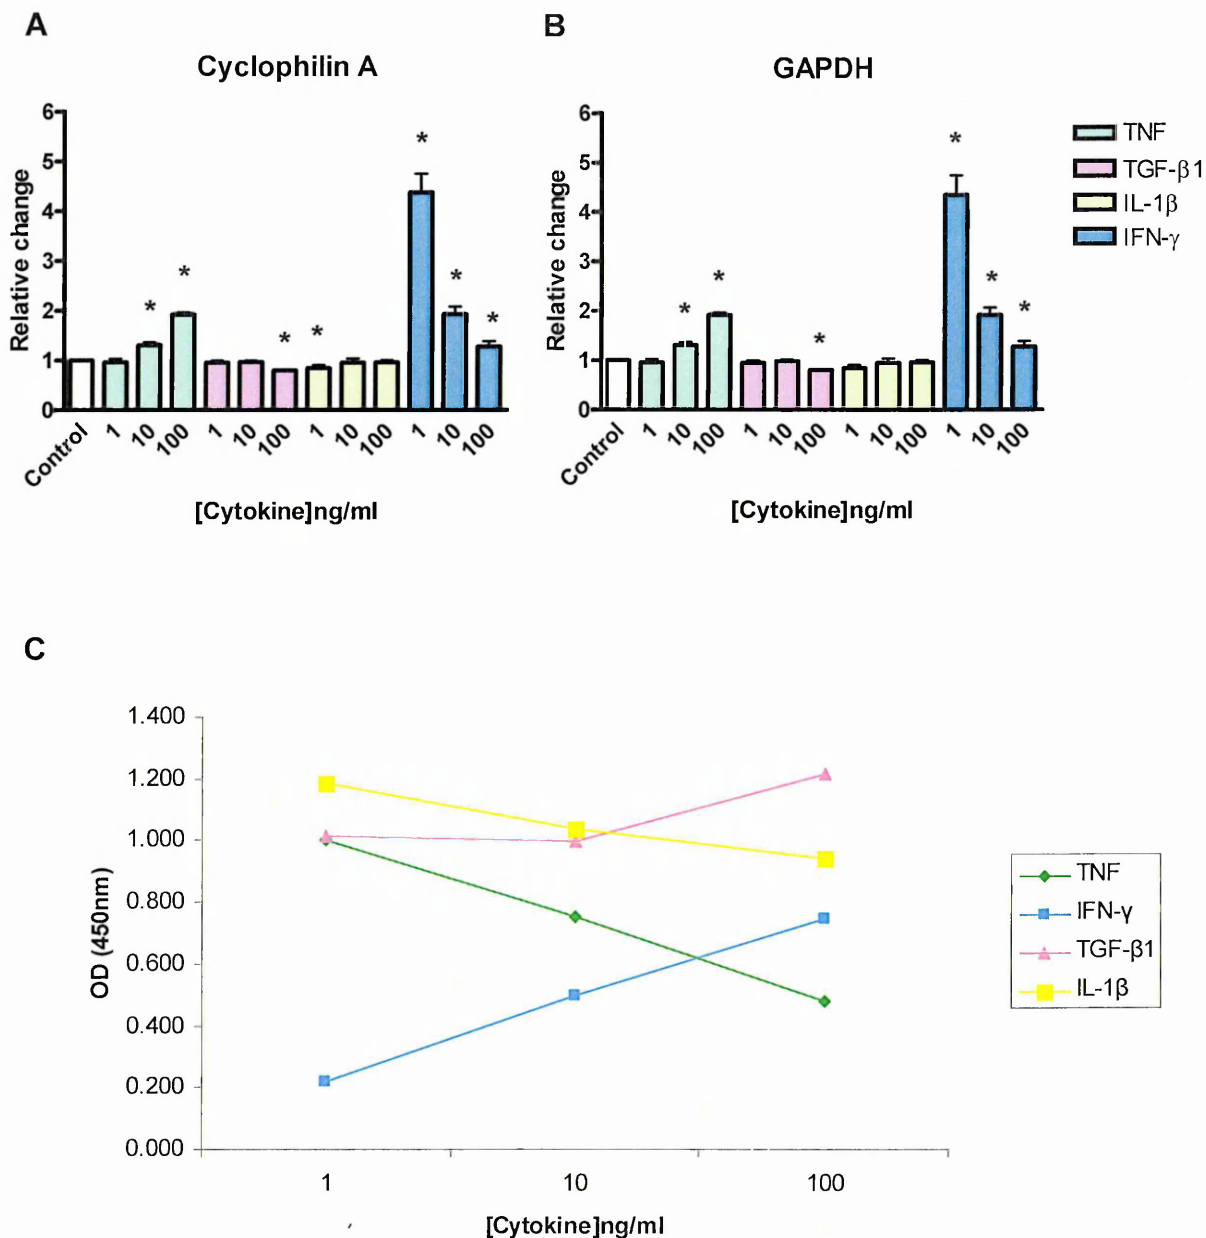 A
Cyclophilin A
6
5
4
3
2
1
0
Relative change
*
*
*
*
*
*
*
Control
1
10
100
1
10
100
1
10
100
1
10
100
[Cytokine]ng/ml
B
GAPDH
6
5
4
3
2
1
0
Relative change
*
*
*
*
*
*
Control
1
10
100
1
10
100
1
10
100
1
10
100
[Cytokine]ng/ml
TNF
TGF-β1
IL-1β
IFN-γ
C
1.400
1.200
1.000
0.800
0.600
0.400
0.200
0.000
OD (450nm)
1
10
100
[Cytokine]ng/ml
TNF
IFN-γ
TGF-β1
IL-1β